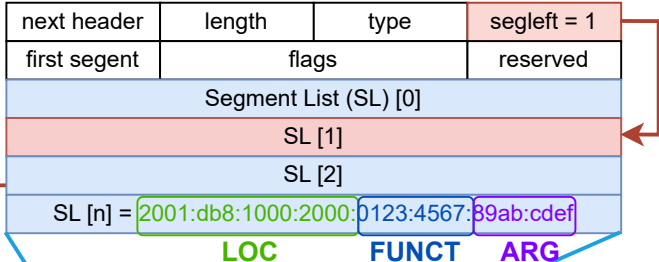 next header length type segleft = 1
first segent flags reserved
Segment List (SL) [0]
SL [1]
SL [2]
SL [n] = 2001:db8:1000:2000:0123:4567:89ab:cdef
LOC FUNCT ARG